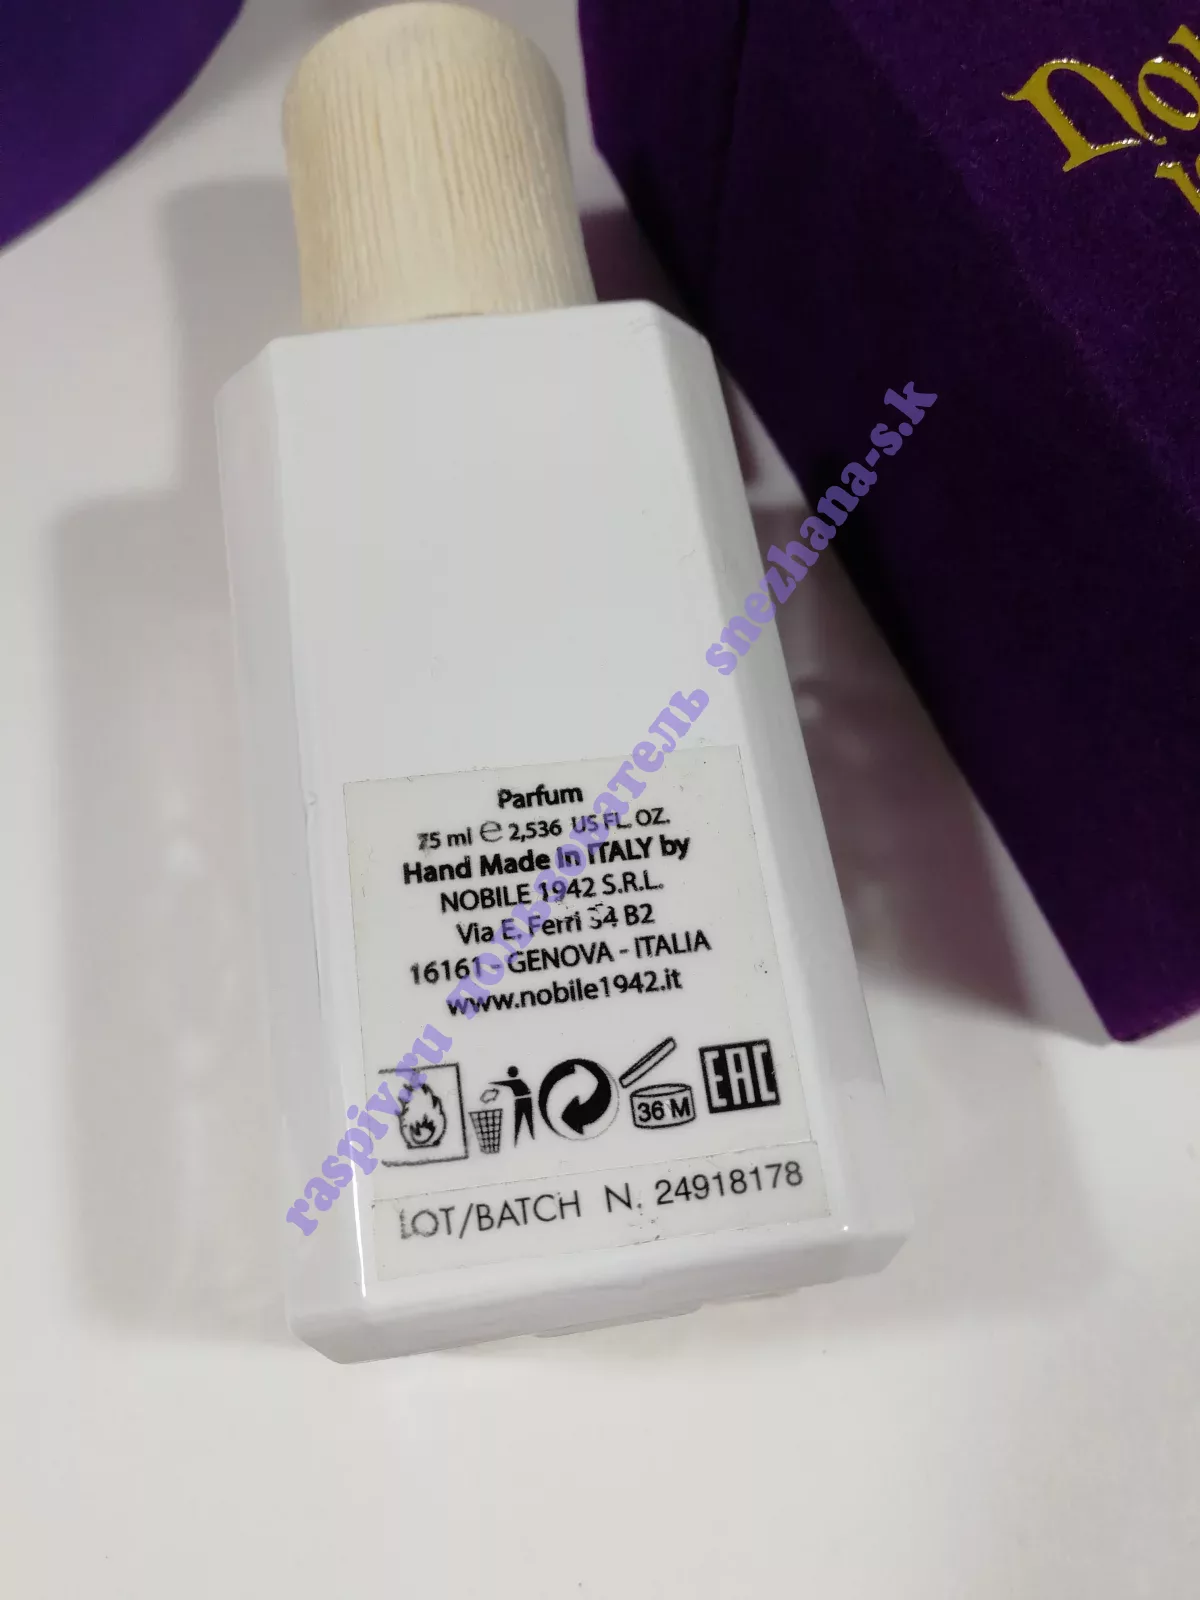 Parfum
75 ml ℮ 2,536 US FL. OZ.
Hand Made in ITALY by
NOBILE 1942 S.R.L.
Via E. Ferri 34 B2
16161 - GENOVA - ITALIA
www.nobile1942.it
36 M
EAC
LOT/BATCH N. 24918178
raspiv.ru пользователь snezhana-s.k